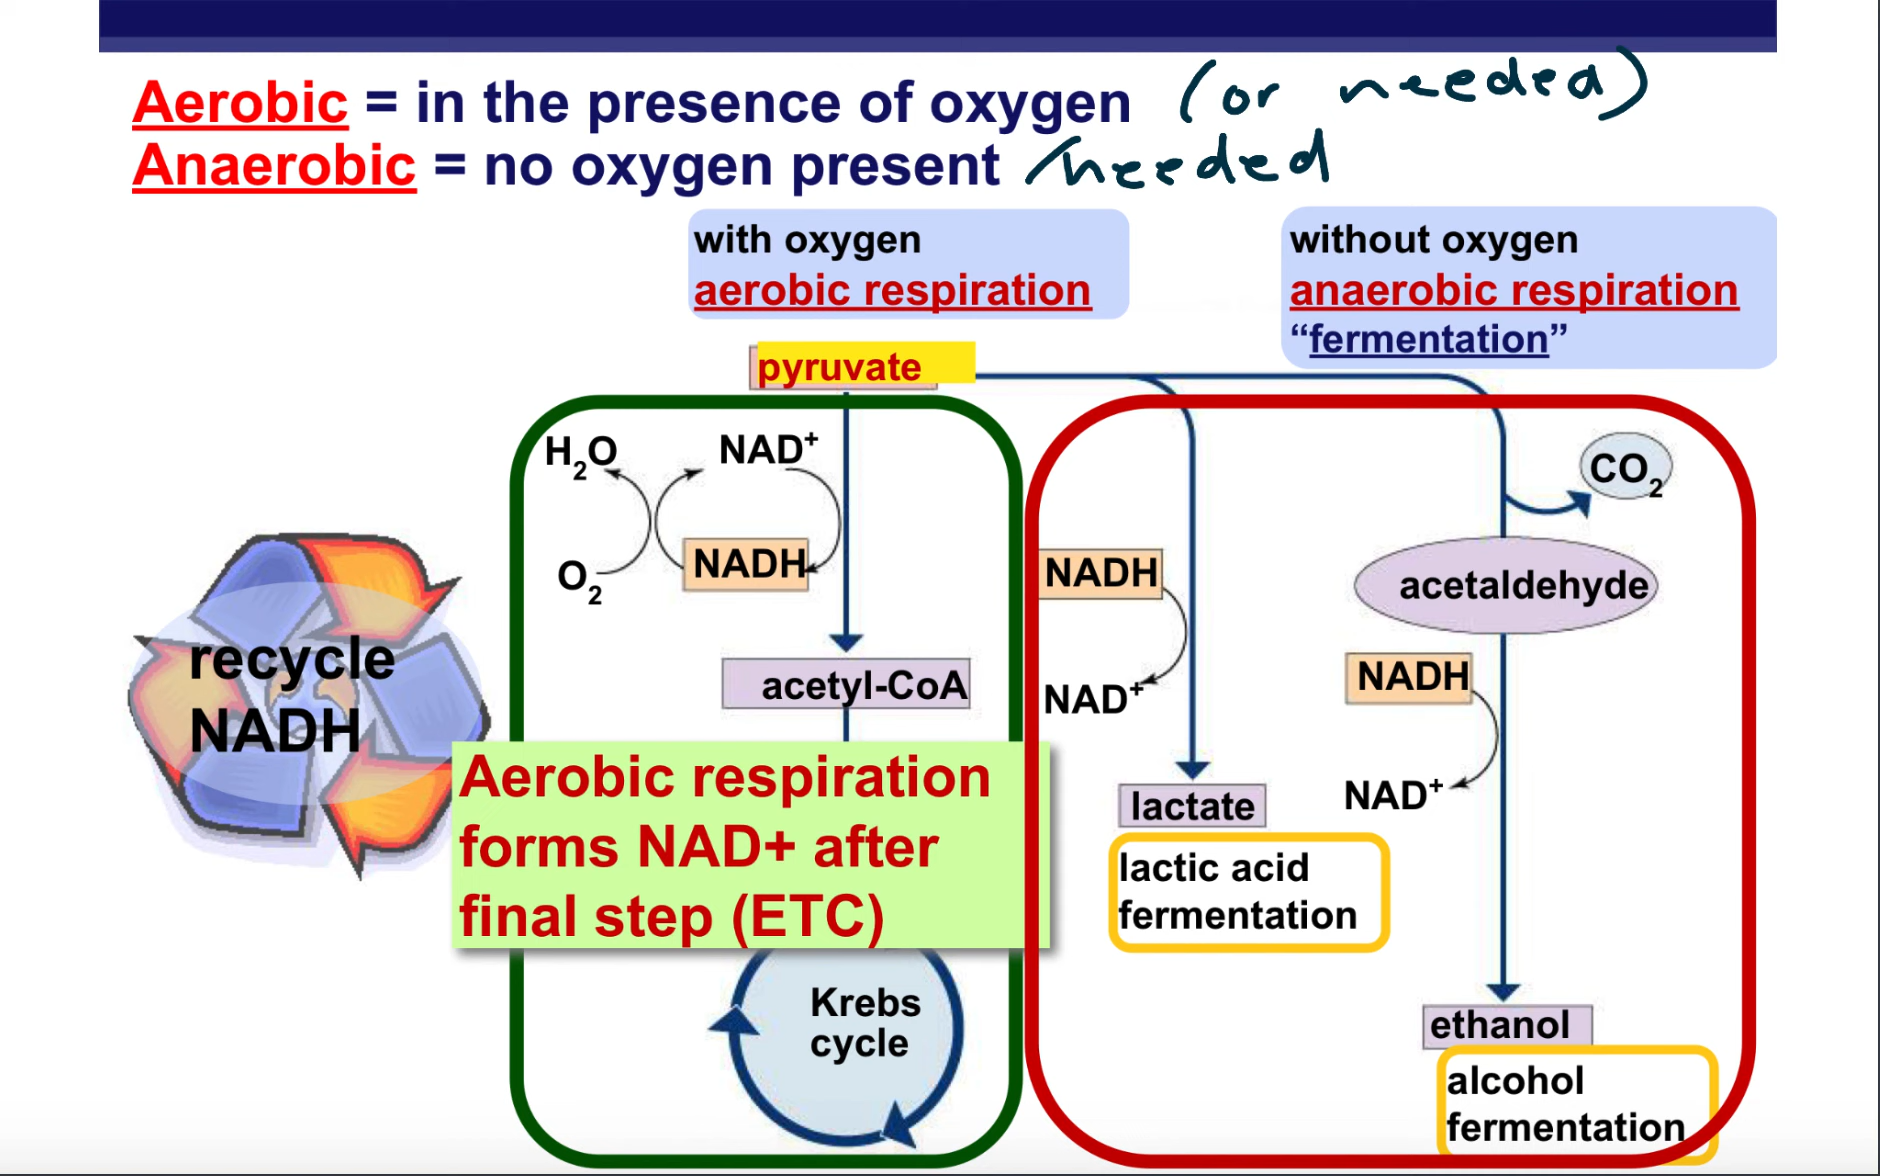 Aerobic = in the presence of oxygen (or needed)
Anaerobic = no oxygen present /needed
with oxygen
aerobic respiration
without oxygen
anaerobic respiration
“fermentation”
pyruvate
H₂O
NAD⁺
O₂
NADH
acetyl-CoA
recycle
NADH
Aerobic respiration
forms NAD+ after
final step (ETC)
Krebs
cycle
NADH
NAD⁺
lactate
lactic acid
fermentation
CO₂
acetaldehyde
NADH
NAD⁺
ethanol
alcohol
fermentation